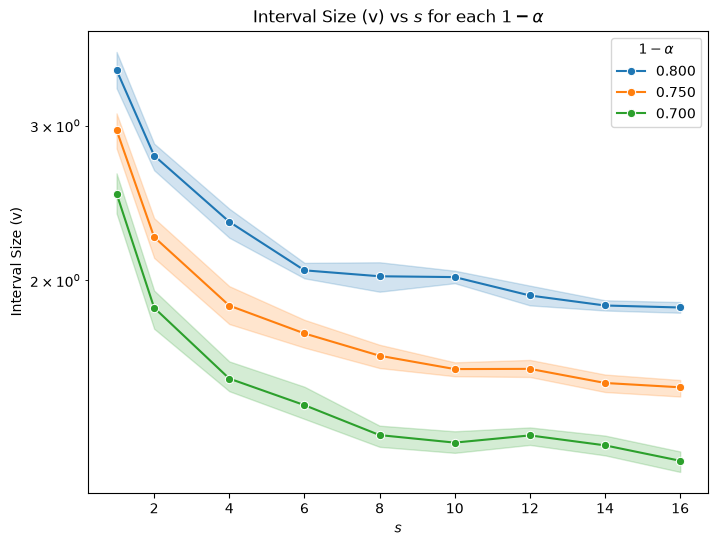 Interval Size (v) vs s for each 1 − α
1 − α
0.800
0.750
0.700
3 × 10⁰
2 × 10⁰
Interval Size (v)
2 4 6 8 10 12 14 16
s